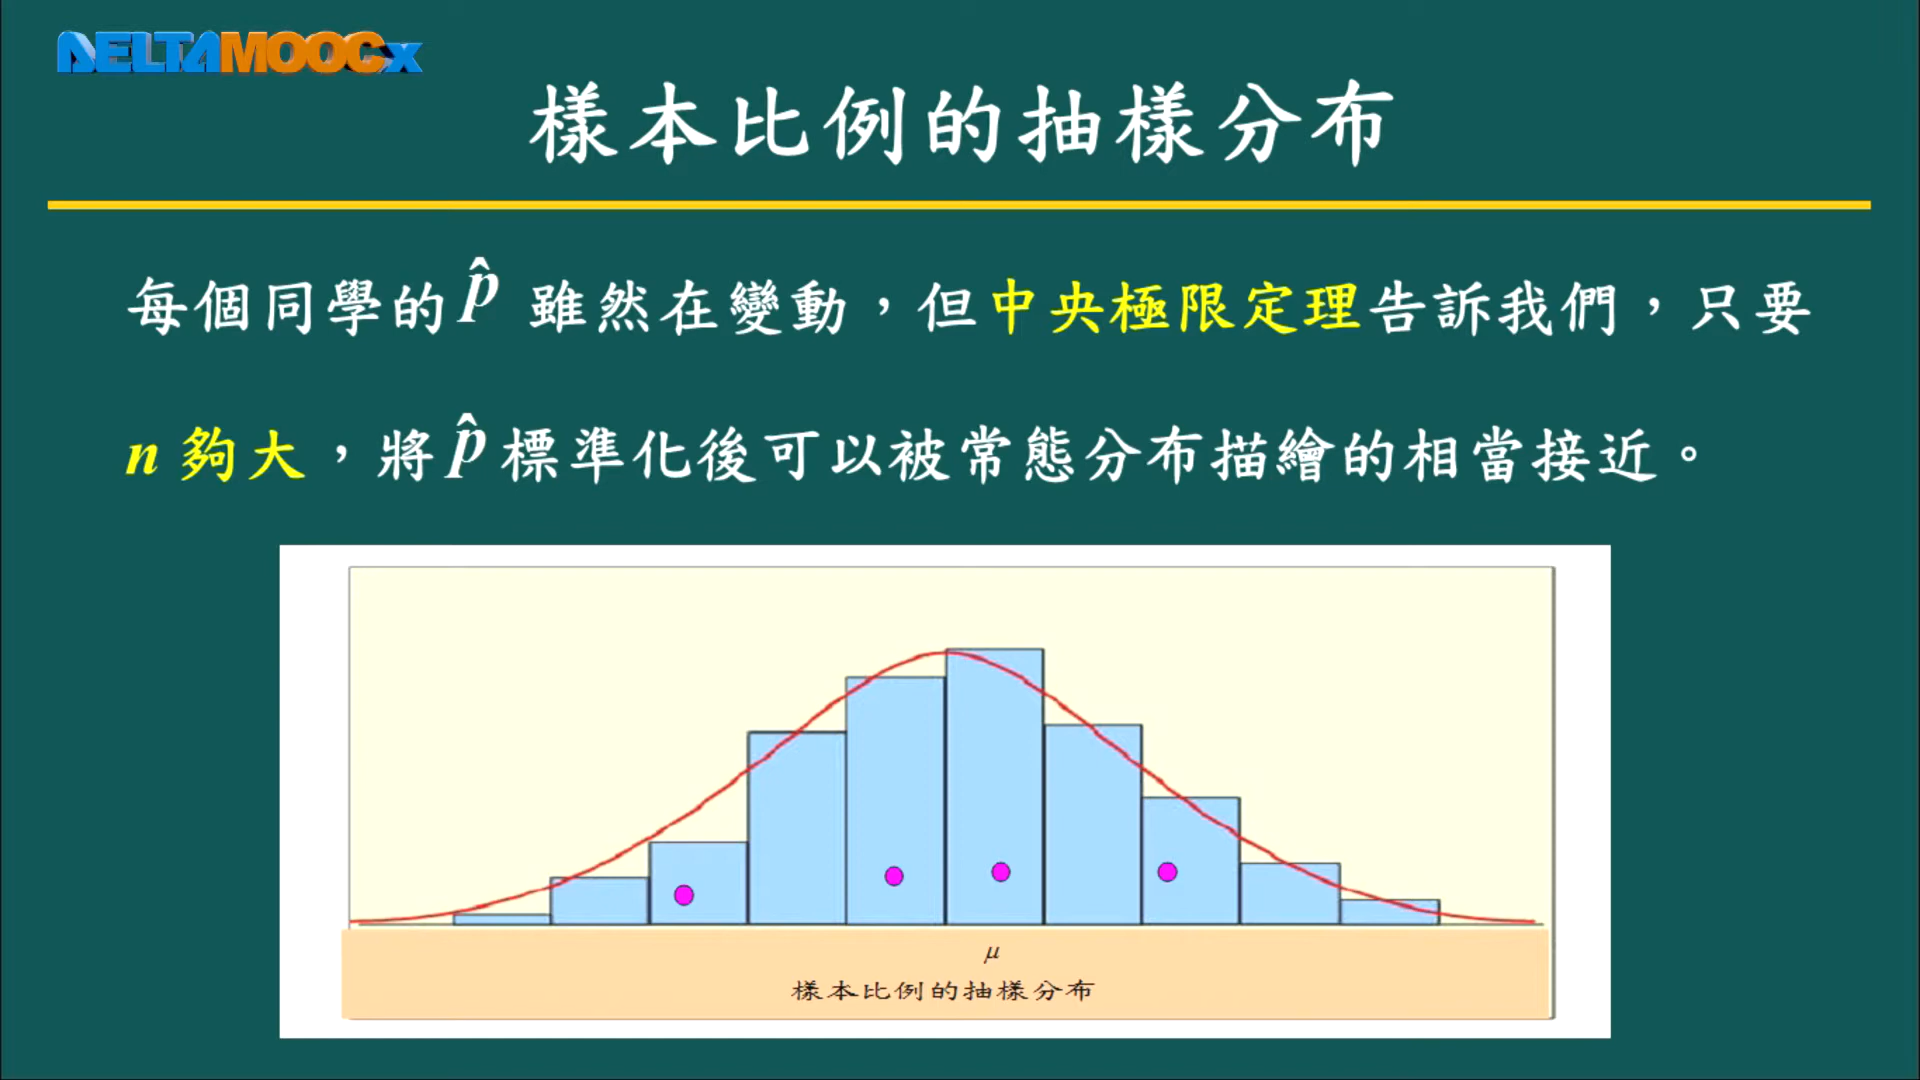 DELTAMOOCx
樣本比例的抽樣分布
每個同學的 p̂ 雖然在變動，但中央極限定理告訴我們，只要
n 夠大，將 p̂ 標準化後可以被常態分布描繪的相當接近。
μ
樣本比例的抽樣分布